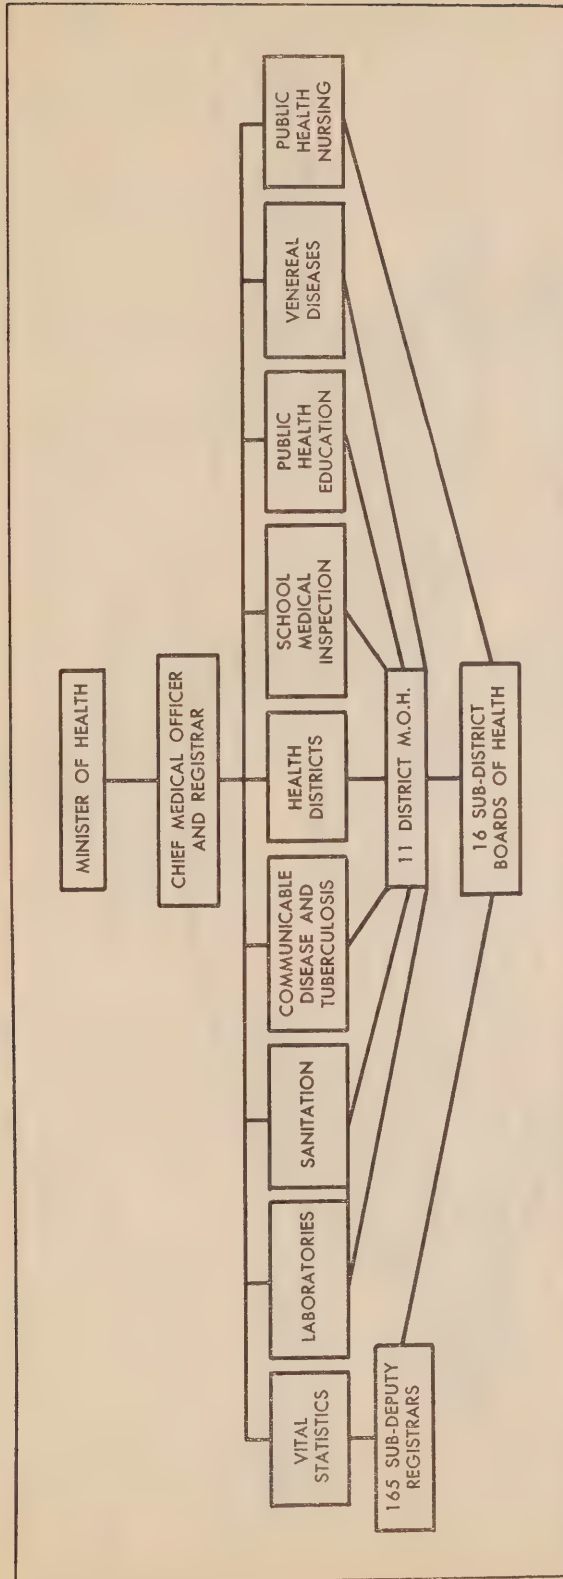 MINISTER OF HEALTH
CHIEF MEDICAL OFFICER
AND REGISTRAR
VITAL
STATISTICS
LABORATORIES
SANITATION
COMMUNICABLE
DISEASE AND
TUBERCULOSIS
HEALTH
DISTRICTS
SCHOOL
MEDICAL
INSPECTION
PUBLIC
HEALTH
EDUCATION
VENEREAL
DISEASES
PUBLIC
HEALTH
NURSING
165 SUB-DEPUTY
REGISTRARS
11 DISTRICT M.O.H.
16 SUB-DISTRICT
BOARDS OF HEALTH